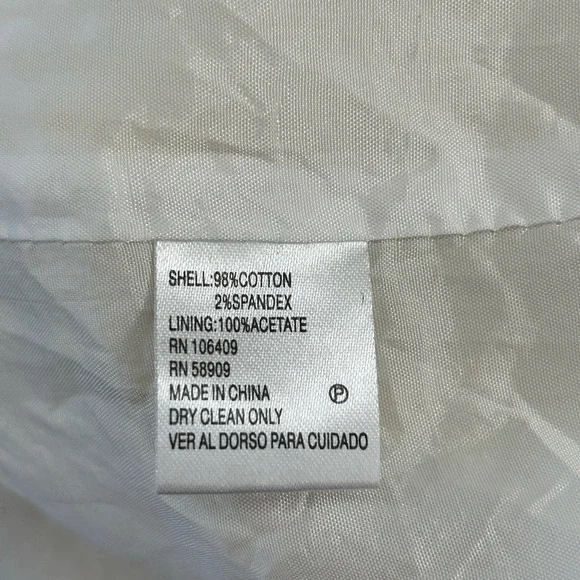 SHELL:98%COTTON
2%SPANDEX
LINING:100%ACETATE
RN 106409
RN 58909
MADE IN CHINA Ⓟ
DRY CLEAN ONLY
VER AL DORSO PARA CUIDADO